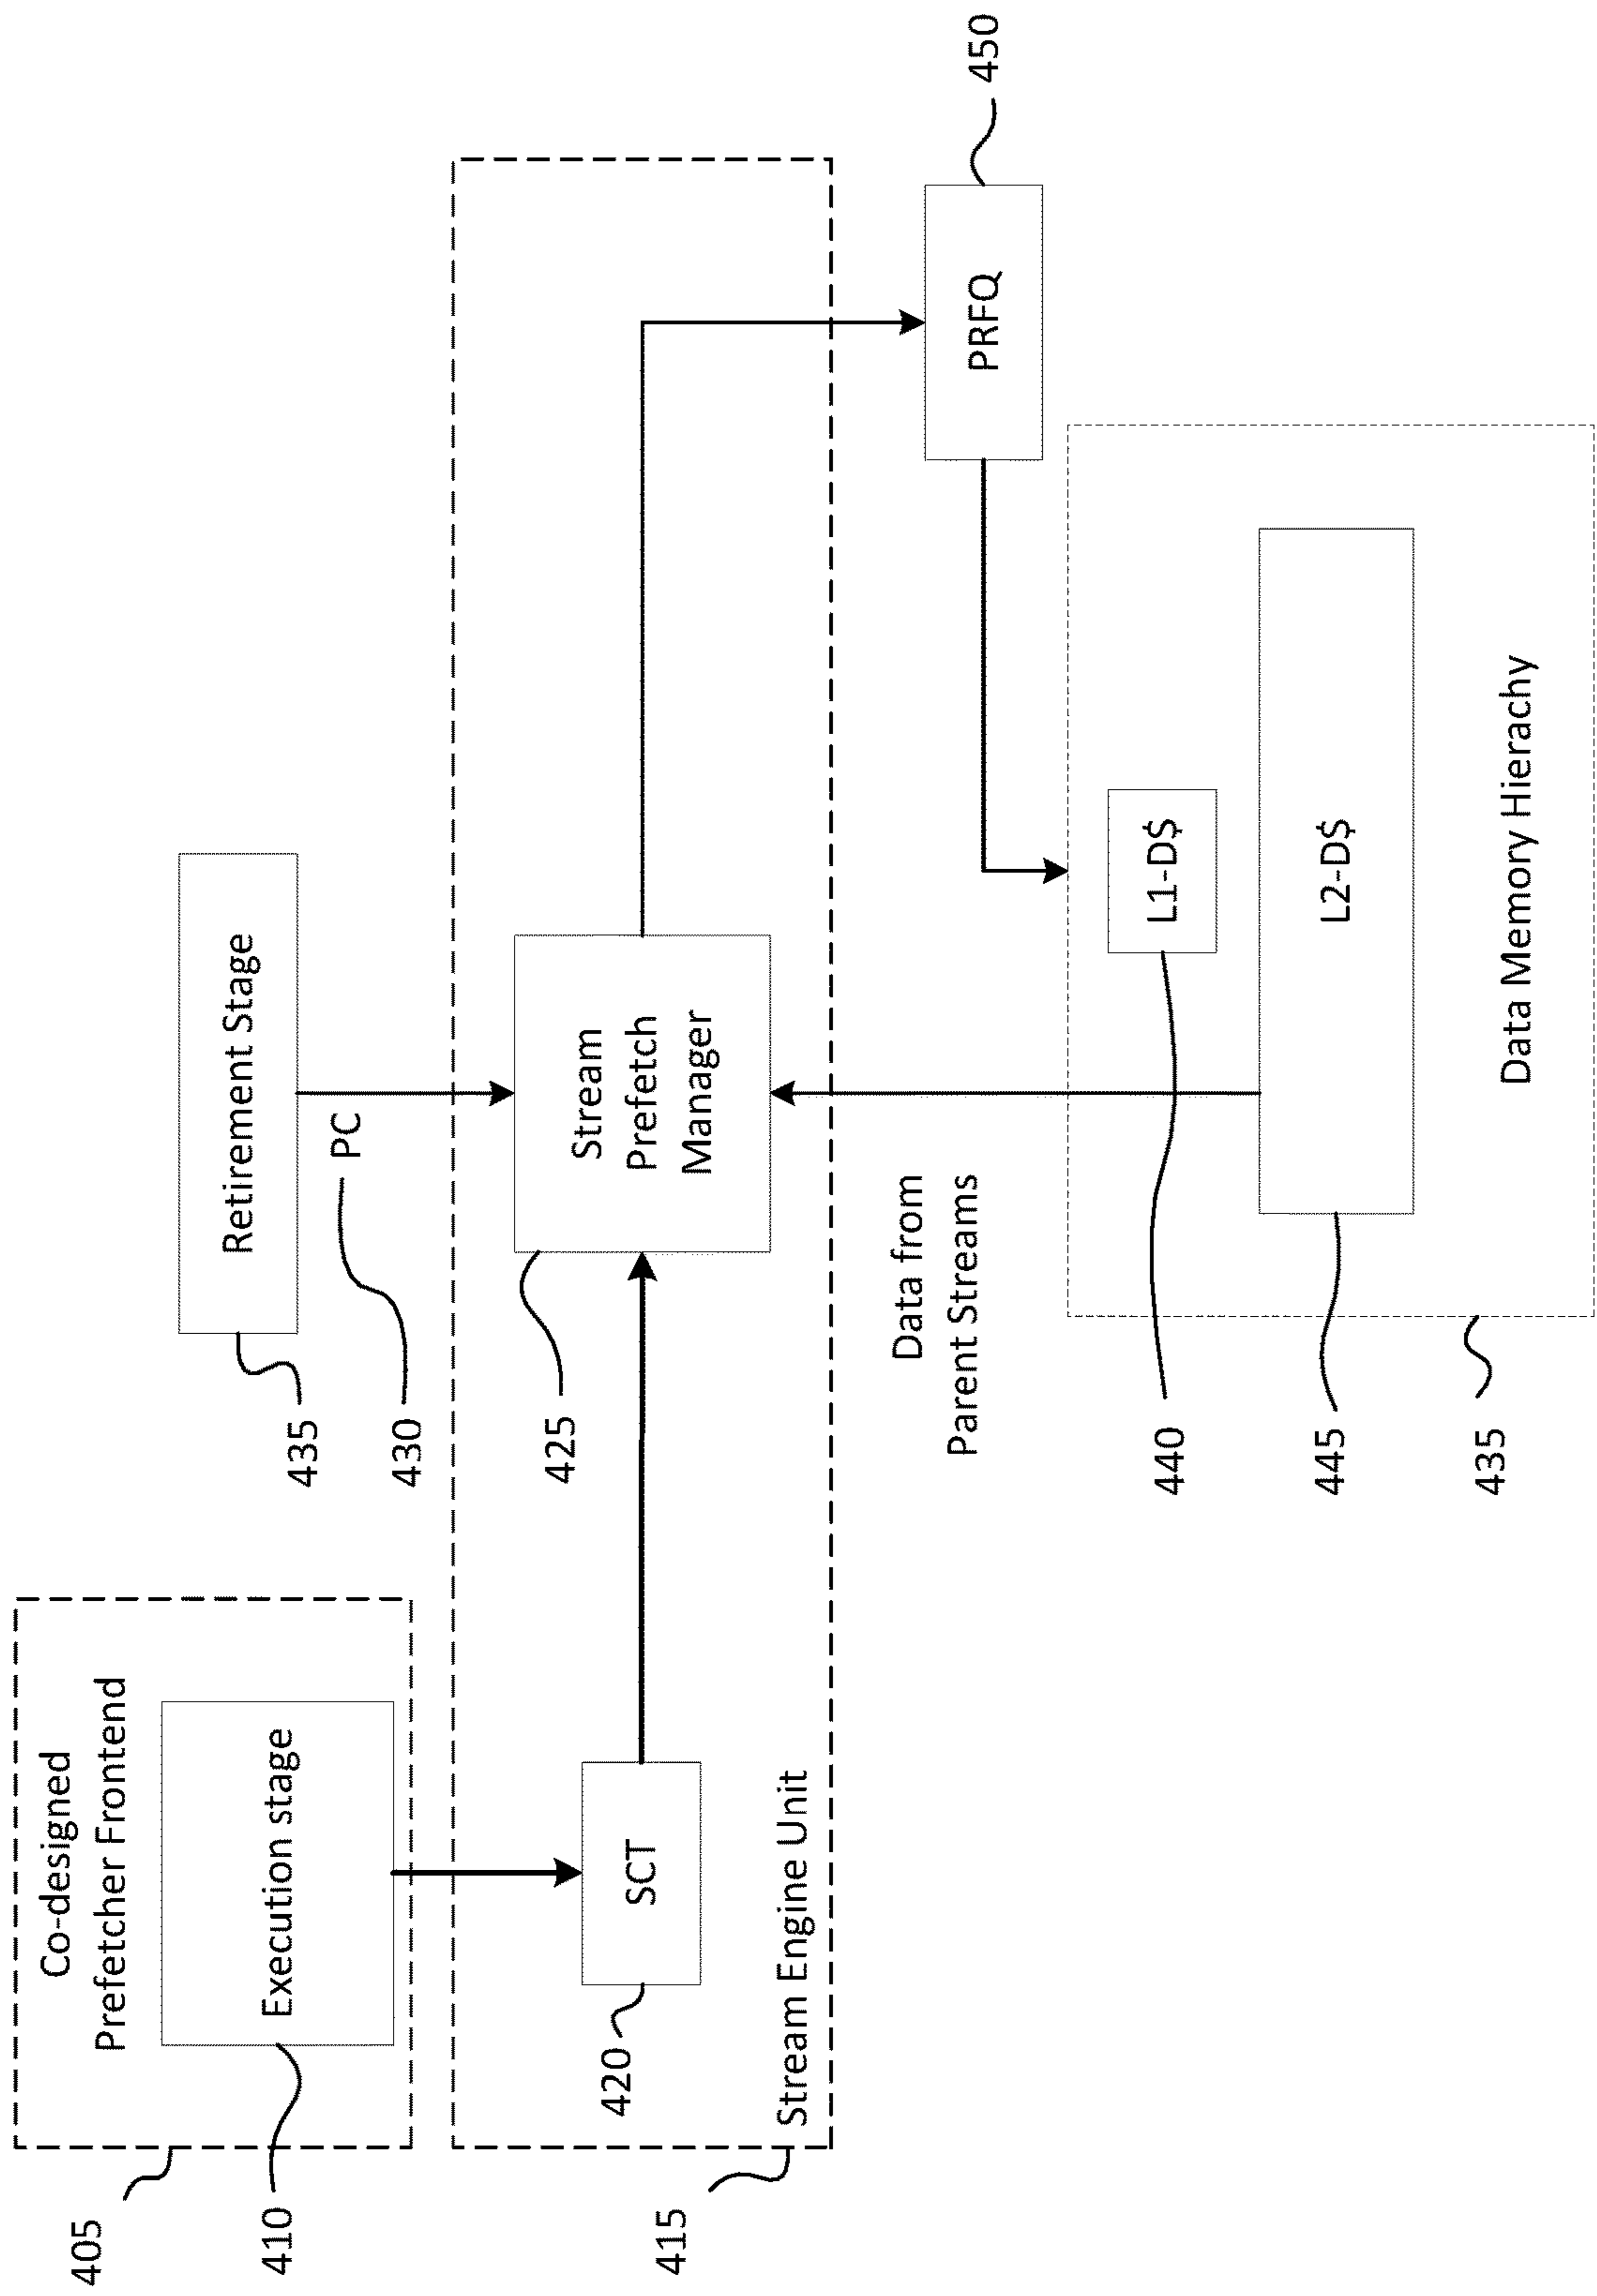 405
Co-designed
Prefetcher Frontend
410
Execution stage
435
Retirement Stage
430
PC
415
Stream Engine Unit
420
SCT
425
Stream
Prefetch
Manager
Data from
Parent Streams
PRFQ
450
440
L1-D$
445
L2-D$
435
Data Memory Hierachy